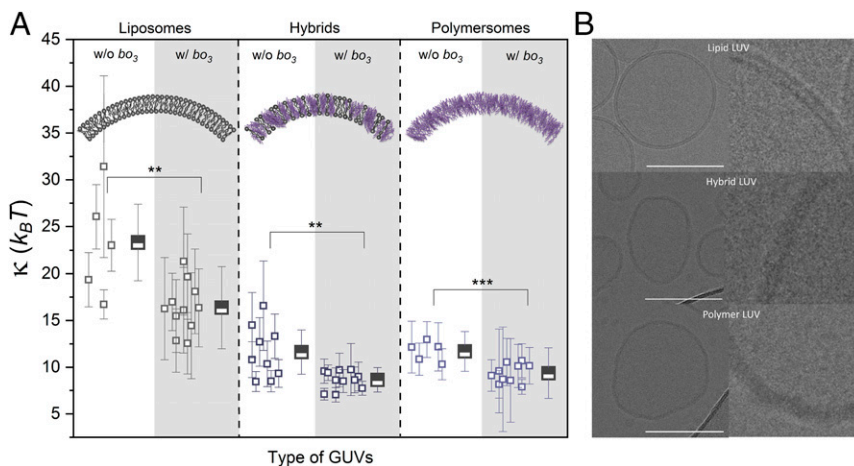 A
B
Liposomes Hybrids Polymersomes
w/o bo3 w/ bo3 w/o bo3 w/ bo3 w/o bo3 w/ bo3
45
40
35
30
25
20
15
10
5
0
κ (kBT)
**
**
***
Type of GUVs
Lipid LUV
Hybrid LUV
Polymer LUV